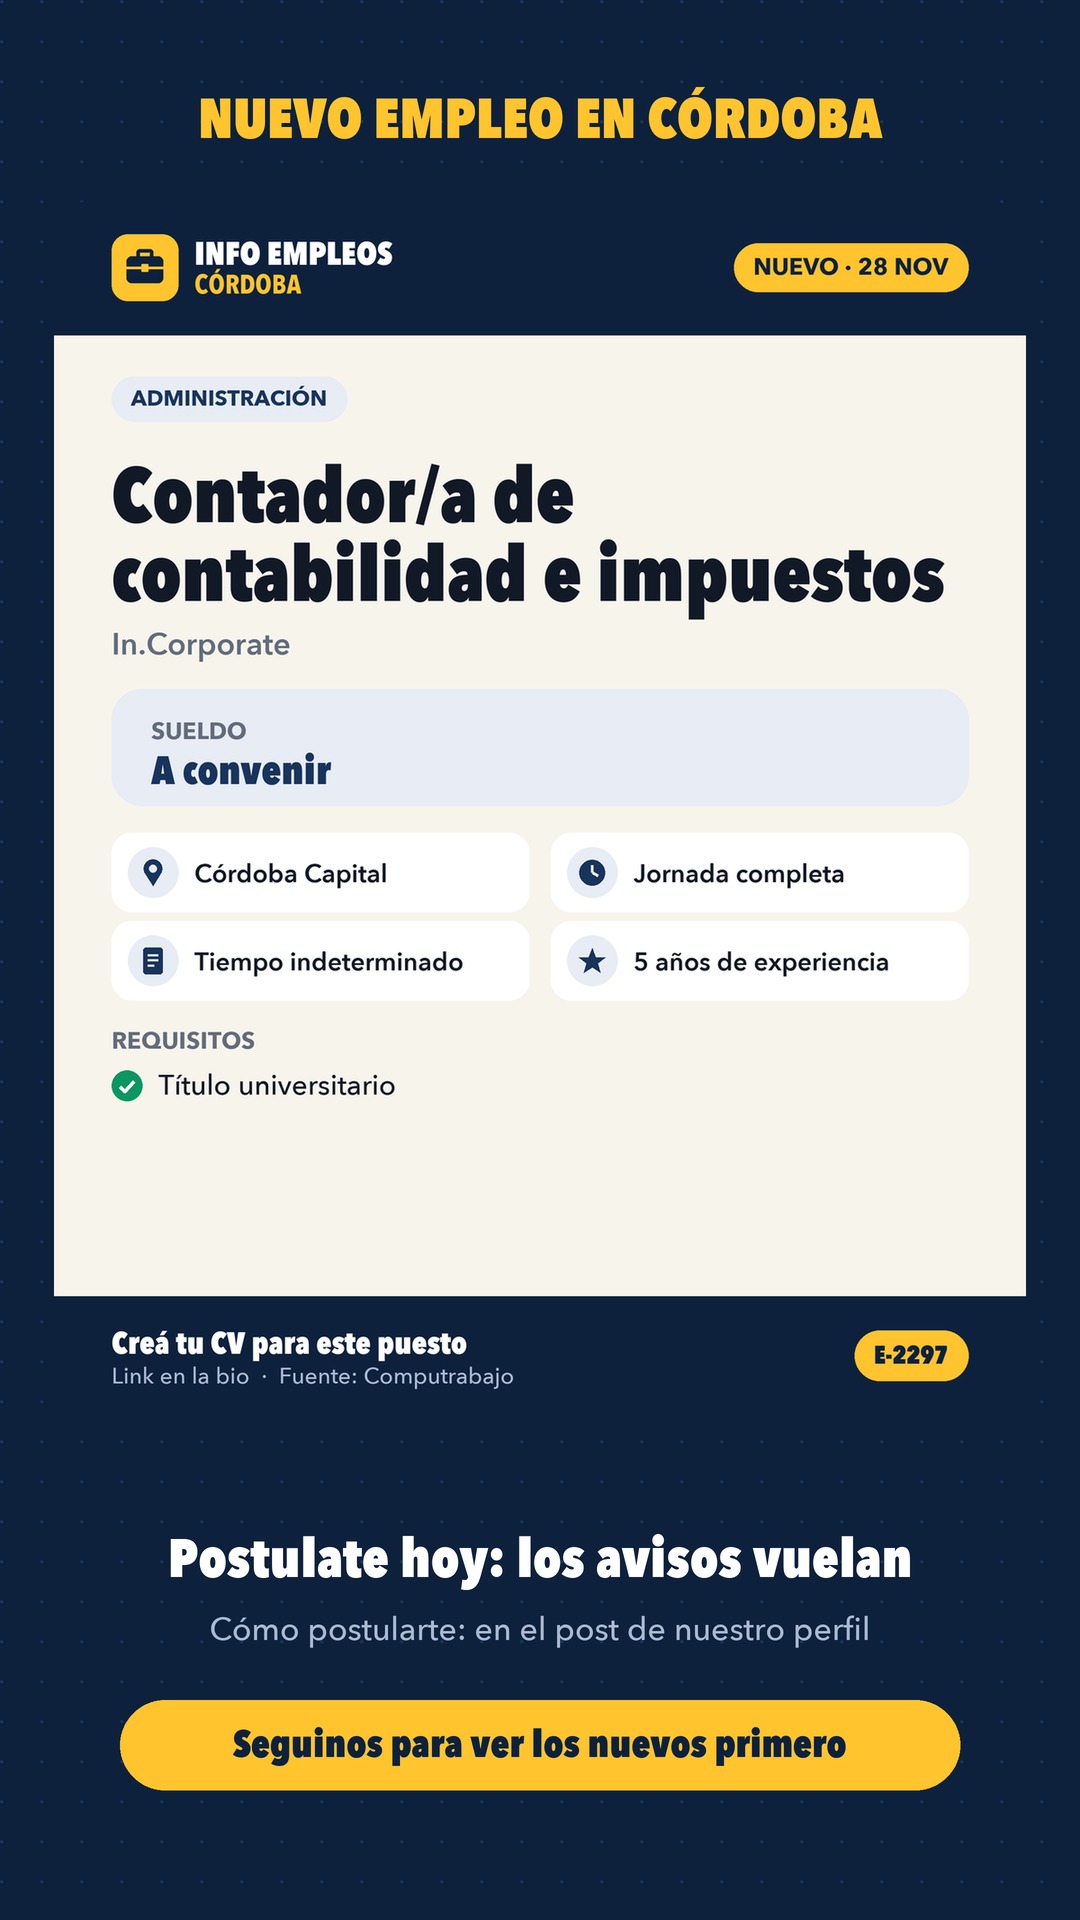 NUEVO EMPLEO EN CÓRDOBA
INFO EMPLEOS
CÓRDOBA
NUEVO · 28 NOV
ADMINISTRACIÓN
Contador/a de
contabilidad e impuestos
In.Corporate
SUELDO
A convenir
Córdoba Capital
Jornada completa
Tiempo indeterminado
5 años de experiencia
REQUISITOS
Título universitario
Creá tu CV para este puesto
Link en la bio · Fuente: Computrabajo
E-2297
Postulate hoy: los avisos vuelan
Cómo postularte: en el post de nuestro perfil
Seguinos para ver los nuevos primero